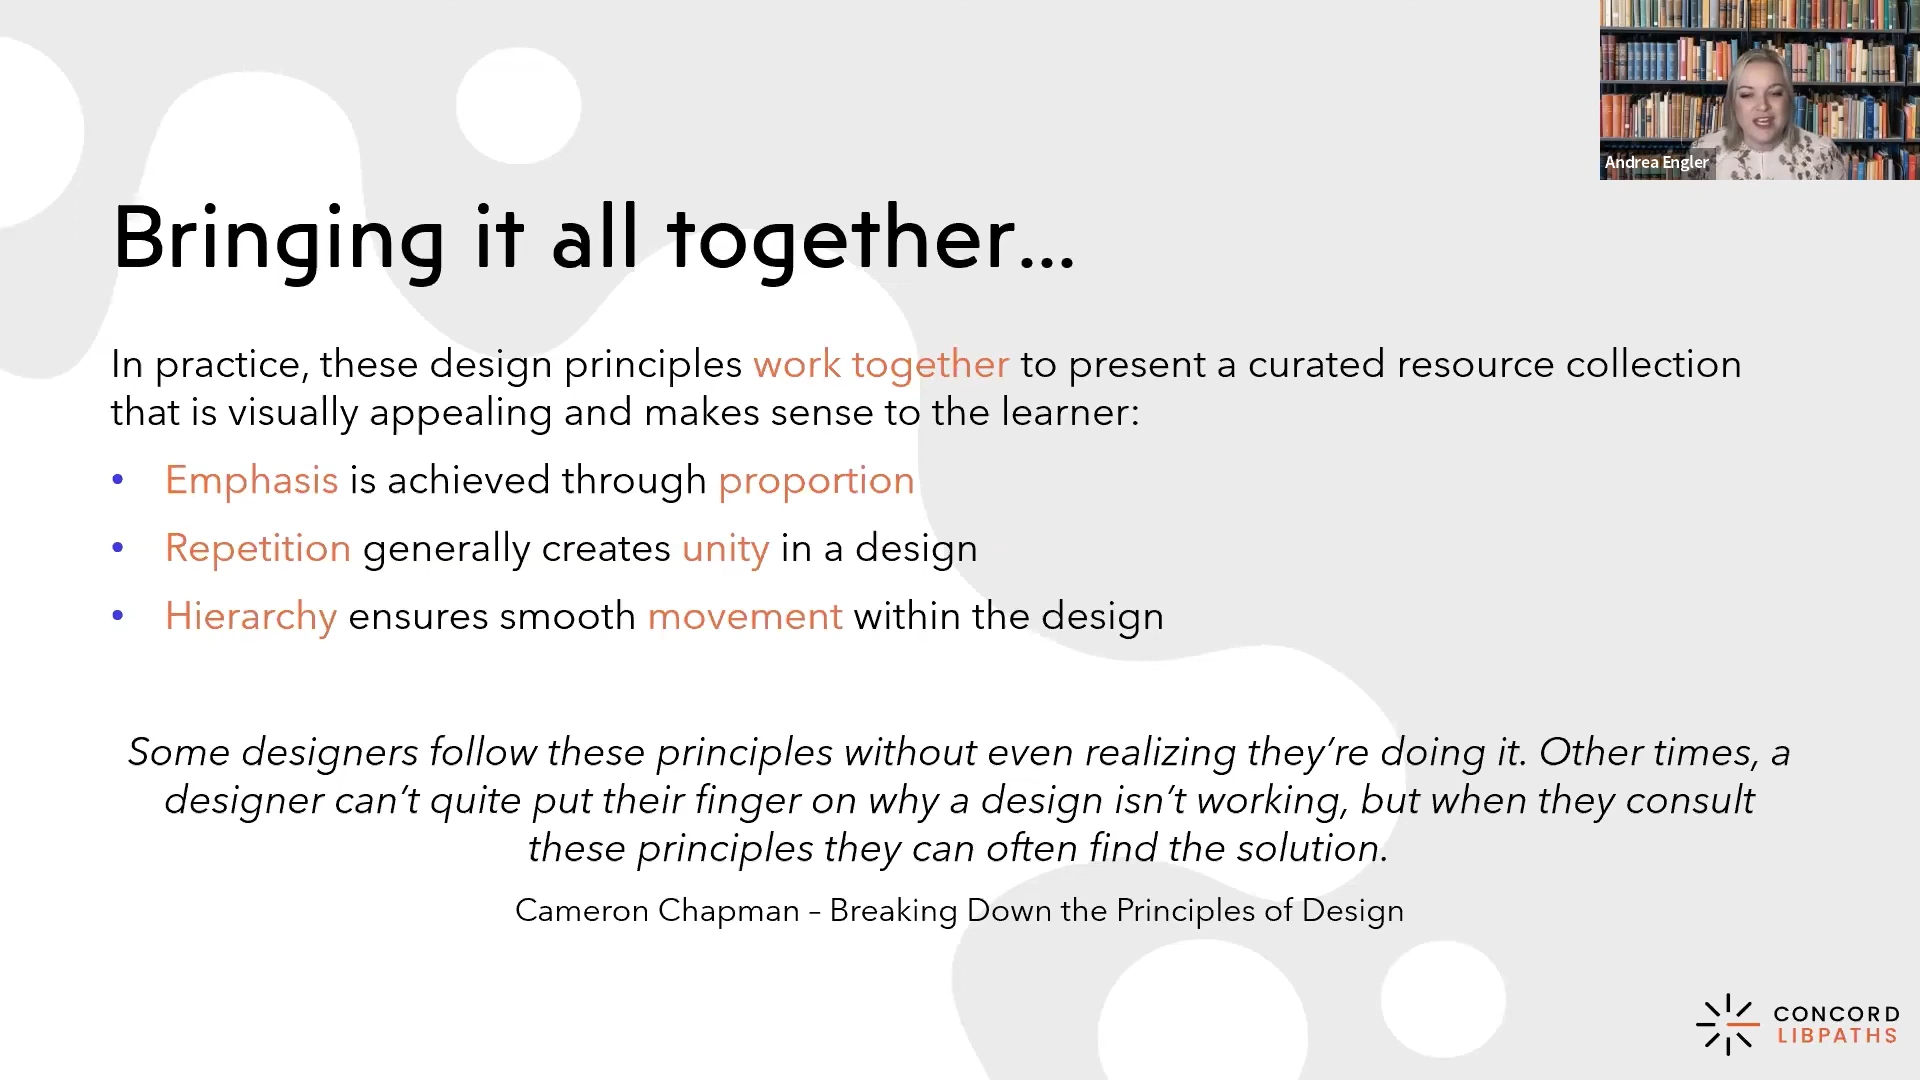 Andrea Engler
Bringing it all together...
In practice, these design principles work together to present a curated resource collection
that is visually appealing and makes sense to the learner:
• Emphasis is achieved through proportion
• Repetition generally creates unity in a design
• Hierarchy ensures smooth movement within the design
Some designers follow these principles without even realizing they’re doing it. Other times, a
designer can’t quite put their finger on why a design isn’t working, but when they consult
these principles they can often find the solution.
Cameron Chapman – Breaking Down the Principles of Design
CONCORD
LIBPATHS